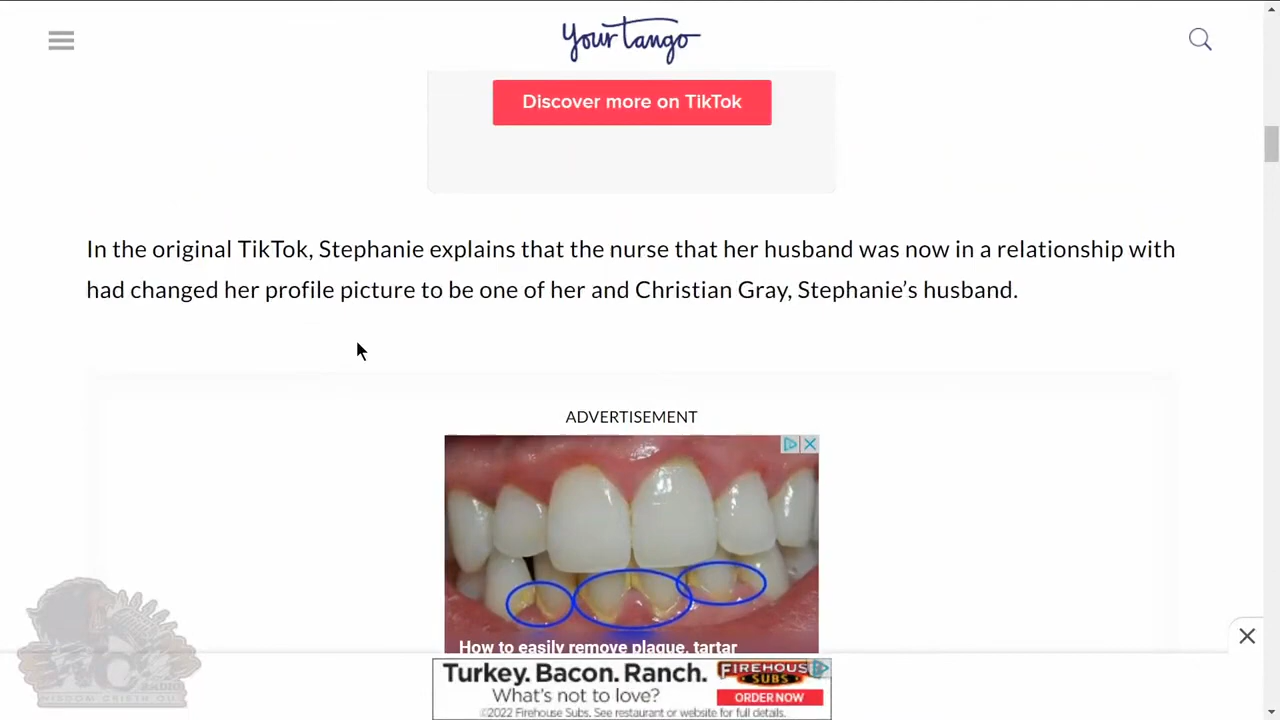 Your Tango
Discover more on TikTok
In the original TikTok, Stephanie explains that the nurse that her husband was now in a relationship with
had changed her profile picture to be one of her and Christian Gray, Stephanie’s husband.
ADVERTISEMENT
How to easily remove plaque, tartar
Turkey. Bacon. Ranch.
What's not to love?
FIREHOUSE
SUBS
ORDER NOW
©2022 Firehouse Subs. See restaurant or website for full details.
RADIO